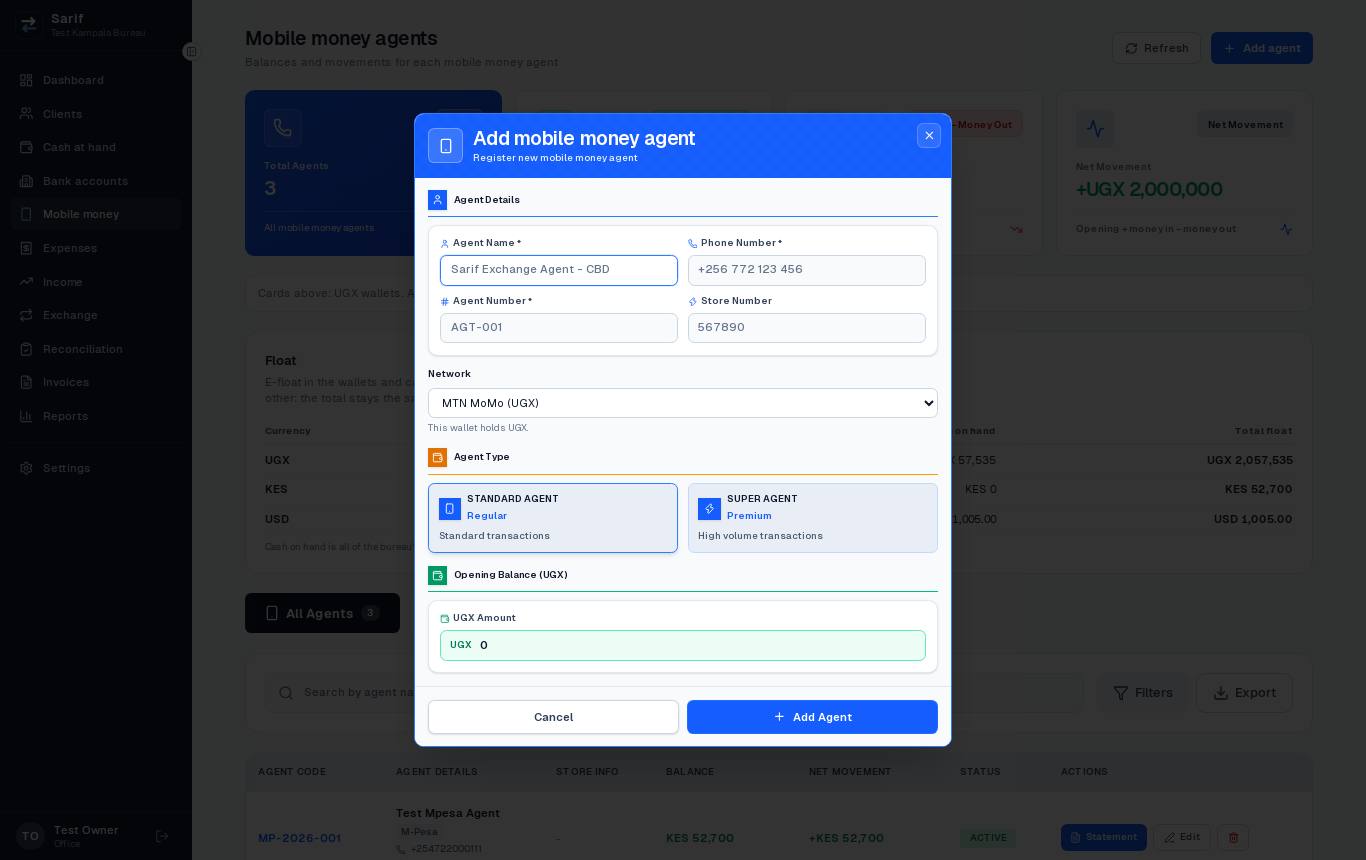 Sarif
Test Kampala Bureau
Dashboard
Clients
Cash at hand
Bank accounts
Mobile money
Expenses
Income
Exchange
Reconciliation
Invoices
Reports
Settings
TO
Test Owner
Office
Mobile money agents
Balances and movements for each mobile money agent
Refresh
Add agent
Total Agents
3
All mobile money agents
- Money Out
Net Movement
Net Movement
+UGX 2,000,000
Opening + money in − money out
Cards above: UGX wallets.
Float
E-float in the wallets and
other: the total stays the
Currency
on hand
Total float
UGX
57,535
UGX 2,057,535
KES
KES 0
KES 52,700
USD
1,005.00
USD 1,005.00
Cash on hand is all of the bureau
All Agents
3
Search by agent
Filters
Export
AGENT CODE
AGENT DETAILS
STORE INFO
BALANCE
NET MOVEMENT
STATUS
ACTIONS
MP-2026-001
Test Mpesa Agent
M-Pesa
+254722000111
-
KES 52,700
+KES 52,700
ACTIVE
Statement
Edit
Add mobile money agent
Register new mobile money agent
Agent Details
Agent Name *
Phone Number *
Sarif Exchange Agent - CBD
+256 772 123 456
Agent Number *
Store Number
AGT-001
567890
Network
MTN MoMo (UGX)
This wallet holds UGX.
Agent Type
STANDARD AGENT
Regular
Standard transactions
SUPER AGENT
Premium
High volume transactions
Opening Balance (UGX)
UGX Amount
UGX 0
Cancel
Add Agent